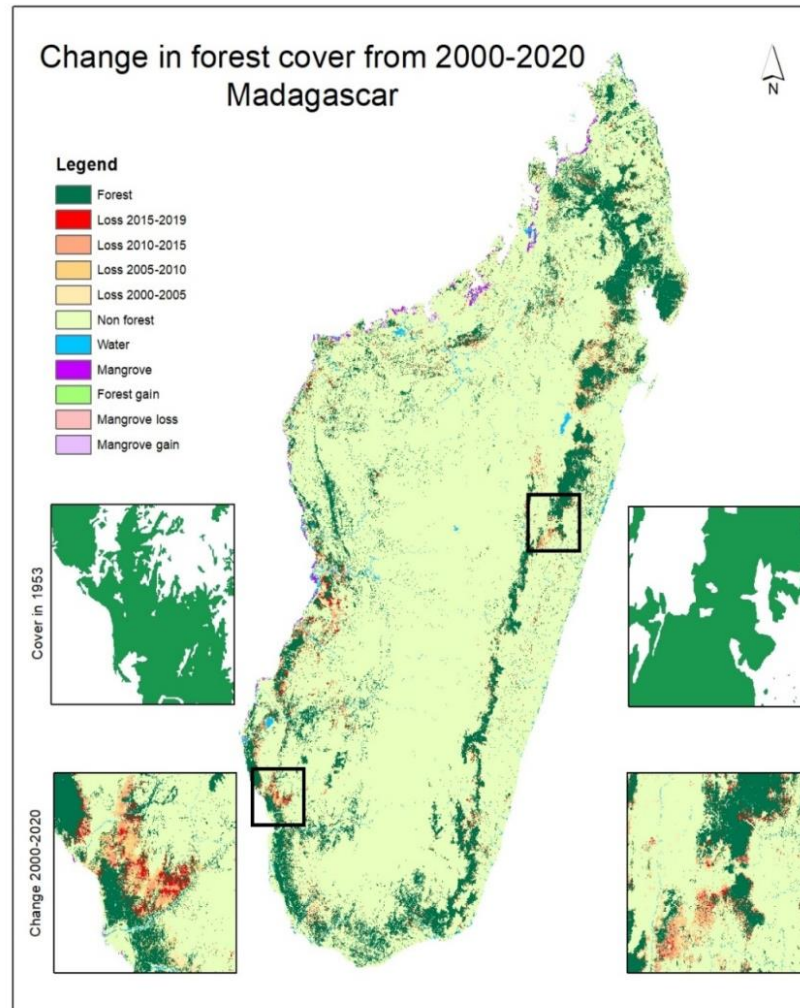 Change in forest cover from 2000-2020
Madagascar
N
Legend
Forest
Loss 2015-2019
Loss 2010-2015
Loss 2005-2010
Loss 2000-2005
Non forest
Water
Mangrove
Forest gain
Mangrove loss
Mangrove gain
Cover in 1953
Change 2000-2020